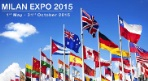 MILAN EXPO 2015
1st May - 31st October 2015